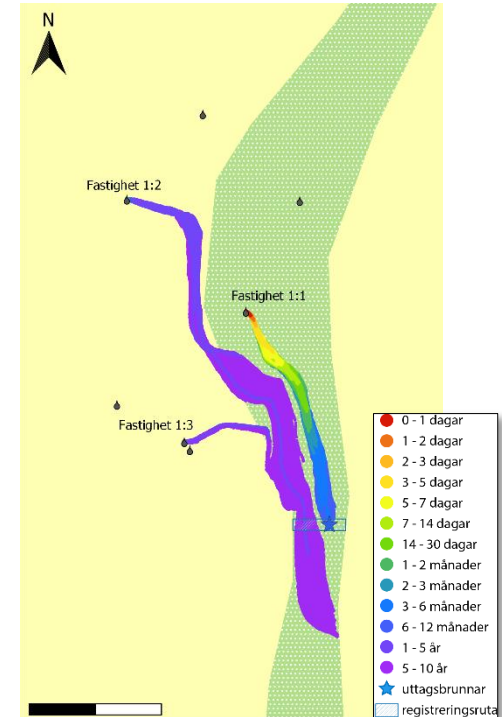 N
Fastighet 1:2
Fastighet 1:1
Fastighet 1:3
0 - 1 dagar
1 - 2 dagar
2 - 3 dagar
3 - 5 dagar
5 - 7 dagar
7 - 14 dagar
14 - 30 dagar
1 - 2 månader
2 - 3 månader
3 - 6 månader
6 - 12 månader
1 - 5 år
5 - 10 år
uttagsbrunnar
registreringsruta